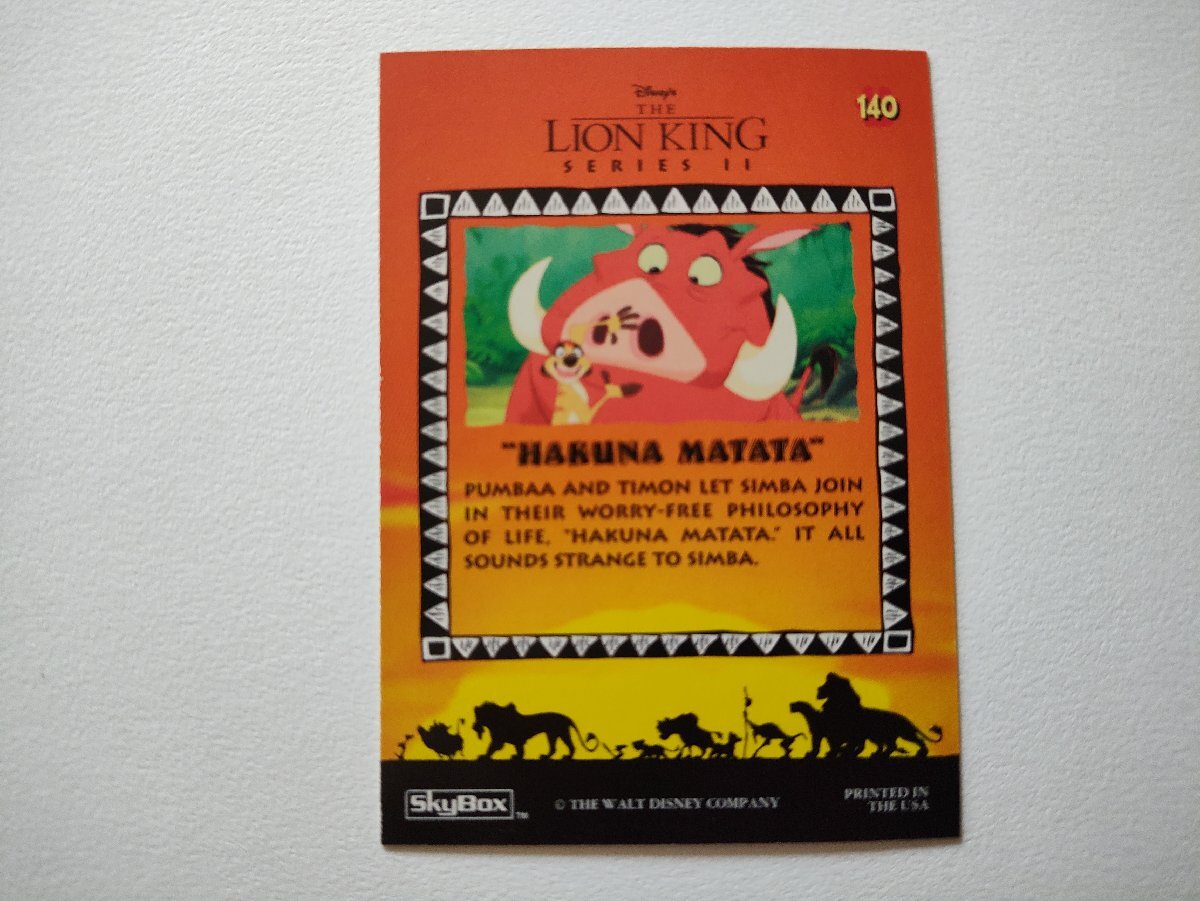 Disney's
140
THE
LION KING
SERIES II
"HAKUNA MATATA"
PUMBAA AND TIMON LET SIMBA JOIN
IN THEIR WORRY-FREE PHILOSOPHY
OF LIFE, "HAKUNA MATATA." IT ALL
SOUNDS STRANGE TO SIMBA.
SkyBox™
© THE WALT DISNEY COMPANY
PRINTED IN
THE USA